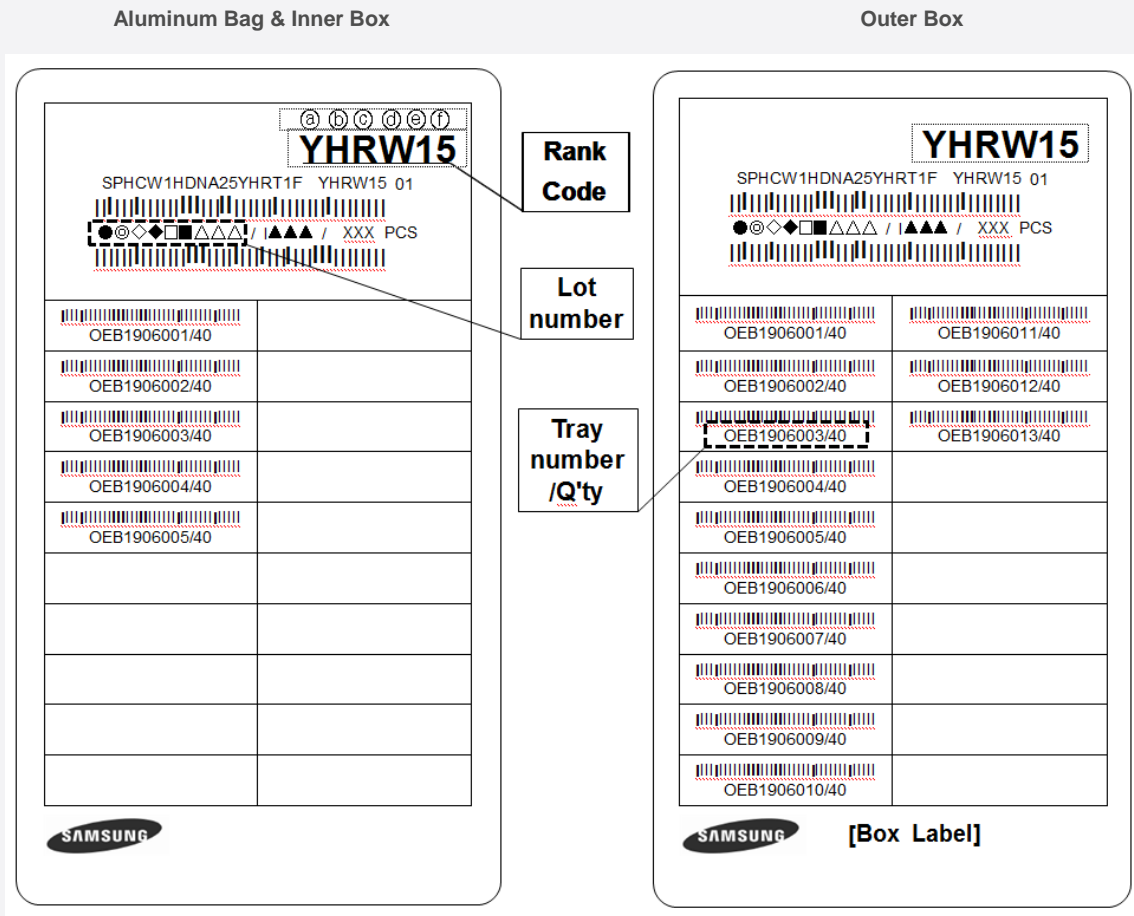 Aluminum Bag & Inner Box
Outer Box
ⓐ ⓑ ⓒ ⓓ ⓔ ⓕ
YHRW15
SPHCW1HDNA25YHRT1F YHRW15 01
●◎◇◆□■△△△ / I▲▲▲ / XXX PCS
OEB1906001/40
OEB1906002/40
OEB1906003/40
OEB1906004/40
OEB1906005/40
SAMSUNG
Rank
Code
Lot
number
Tray
number
/Q'ty
YHRW15
SPHCW1HDNA25YHRT1F YHRW15 01
●◎◇◆□■△△△ / I▲▲▲ / XXX PCS
OEB1906001/40
OEB1906002/40
OEB1906003/40
OEB1906004/40
OEB1906005/40
OEB1906006/40
OEB1906007/40
OEB1906008/40
OEB1906009/40
OEB1906010/40
OEB1906011/40
OEB1906012/40
OEB1906013/40
SAMSUNG
[Box Label]